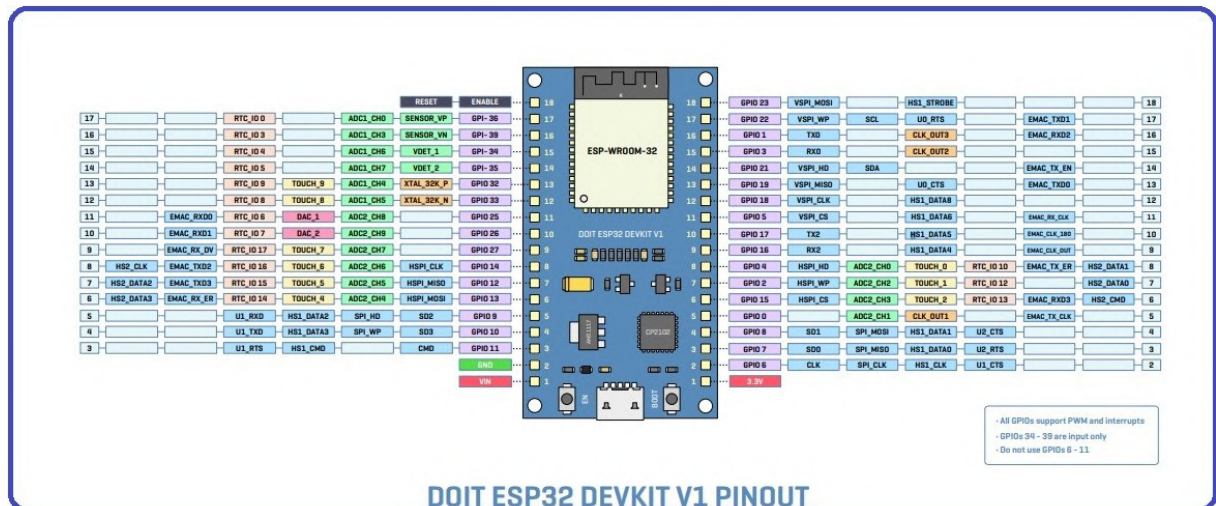 RESET ENABLE 18 18 GPIO 23 VSPI_MOSI HS1_STROBE 18
17 RTC_IO 0 ADC1_CH0 SENSOR_VP GPI- 36 17 17 GPIO 22 VSPI_WP SCL U0_RTS EMAC_TXD1 17
16 RTC_IO 3 ADC1_CH3 SENSOR_VN GPI- 39 16 16 GPIO 1 TX0 CLK_OUT3 EMAC_RXD2 16
15 RTC_IO 4 ADC1_CH6 VDET_1 GPI- 34 15 ESP-WROOM-32 15 GPIO 3 RX0 CLK_OUT2 15
14 RTC_IO 5 ADC1_CH7 VDET_2 GPI- 35 14 14 GPIO 21 VSPI_HD SDA EMAC_TX_EN 14
13 RTC_IO 9 TOUCH_9 ADC1_CH4 XTAL_32K_P GPIO 32 13 13 GPIO 19 VSPI_MISO U0_CTS EMAC_TXD0 13
12 RTC_IO 8 TOUCH_8 ADC1_CH5 XTAL_32K_N GPIO 33 12 12 GPIO 18 VSPI_CLK HS1_DATA8 12
11 EMAC_RXD0 RTC_IO 6 DAC_1 ADC2_CH8 GPIO 25 11 11 GPIO 5 VSPI_CS HS1_DATA6 EMAC_RX_CLK 11
10 EMAC_RXD1 RTC_IO 7 DAC_2 ADC2_CH9 GPIO 26 10 DOIT ESP32 DEVKIT V1 10 GPIO 17 TX2 HS1_DATA5 EMAC_CLK_180 10
9 EMAC_RX_DV RTC_IO 17 TOUCH_7 ADC2_CH7 GPIO 27 9 9 GPIO 16 RX2 HS1_DATA4 EMAC_CLK_OUT 9
8 HS2_CLK EMAC_TXD2 RTC_IO 16 TOUCH_6 ADC2_CH6 HSPI_CLK GPIO 14 8 8 GPIO 4 HSPI_HD ADC2_CH0 TOUCH_0 RTC_IO 10 EMAC_TX_ER HS2_DATA1 8
7 HS2_DATA2 EMAC_TXD3 RTC_IO 15 TOUCH_5 ADC2_CH5 HSPI_MISO GPIO 12 7 7 GPIO 2 HSPI_WP ADC2_CH2 TOUCH_1 RTC_IO 12 HS2_DATA0 7
6 HS2_DATA3 EMAC_RX_ER RTC_IO 14 TOUCH_4 ADC2_CH4 HSPI_MOSI GPIO 13 6 6 GPIO 15 HSPI_CS ADC2_CH3 TOUCH_2 RTC_IO 13 EMAC_RXD3 HS2_CMD 6
5 U1_RXD HS1_DATA2 SPI_HD SD2 GPIO 9 5 5 GPIO 0 ADC2_CH1 CLK_OUT1 EMAC_TX_CLK 5
4 U1_TXD HS1_DATA3 SPI_WP SD3 GPIO 10 4 AMS1117 CP2102 4 GPIO 8 SD1 SPI_MOSI HS1_DATA1 U2_CTS 4
3 U1_RTS HS1_CMD CMD GPIO 11 3 3 GPIO 7 SD0 SPI_MISO HS1_DATA0 U2_RTS 3
GND 2 2 GPIO 6 CLK SPI_CLK HS1_CLK U1_CTS 2
VIN 1 1 3.3V
EN BOOT
- All GPIOs support PWM and interrupts
- GPIOs 34 - 39 are input only
- Do not use GPIOs 6 - 11
DOIT ESP32 DEVKIT V1 PINOUT